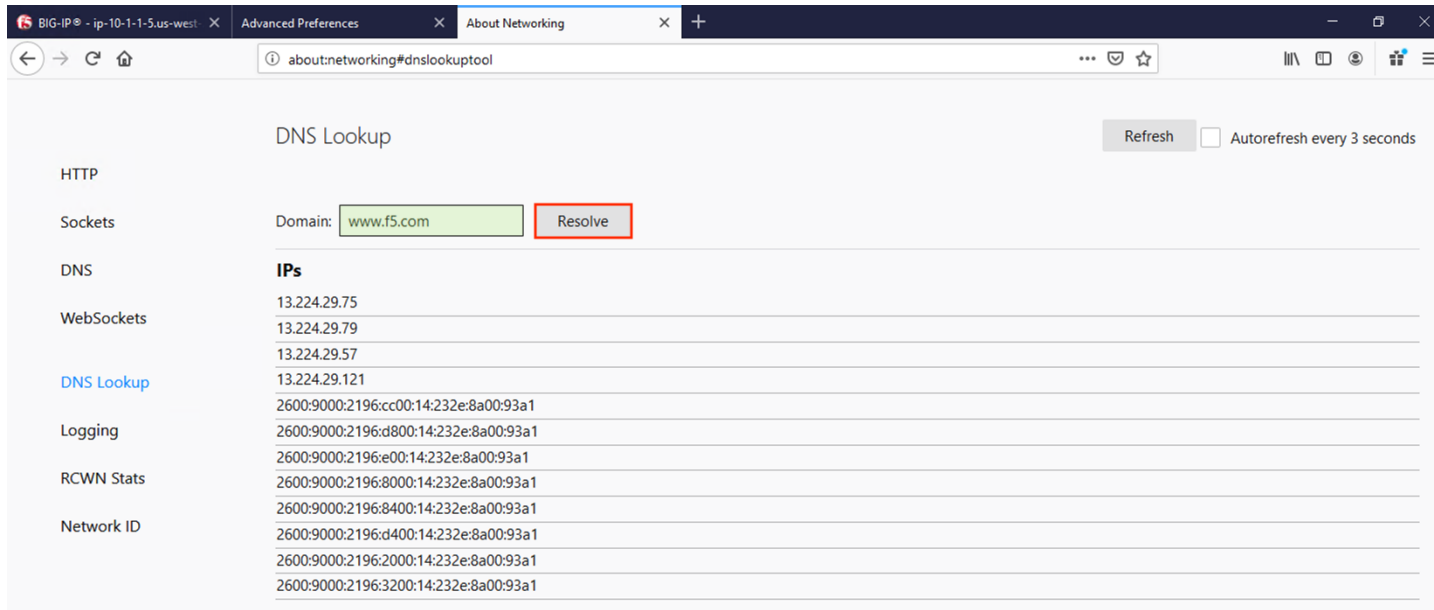 BIG-IP® - ip-10-1-1-5.us-west- Advanced Preferences About Networking
about:networking#dnslookuptool
DNS Lookup Refresh Autorefresh every 3 seconds
HTTP
Sockets
DNS
WebSockets
DNS Lookup
Logging
RCWN Stats
Network ID
Domain: www.f5.com Resolve
IPs
13.224.29.75
13.224.29.79
13.224.29.57
13.224.29.121
2600:9000:2196:cc00:14:232e:8a00:93a1
2600:9000:2196:d800:14:232e:8a00:93a1
2600:9000:2196:e00:14:232e:8a00:93a1
2600:9000:2196:8000:14:232e:8a00:93a1
2600:9000:2196:8400:14:232e:8a00:93a1
2600:9000:2196:d400:14:232e:8a00:93a1
2600:9000:2196:2000:14:232e:8a00:93a1
2600:9000:2196:3200:14:232e:8a00:93a1